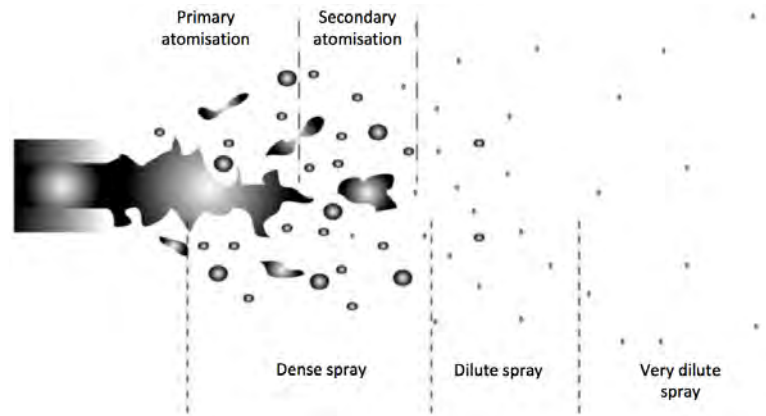 Primary
atomisation
Secondary
atomisation
Dense spray
Dilute spray
Very dilute
spray